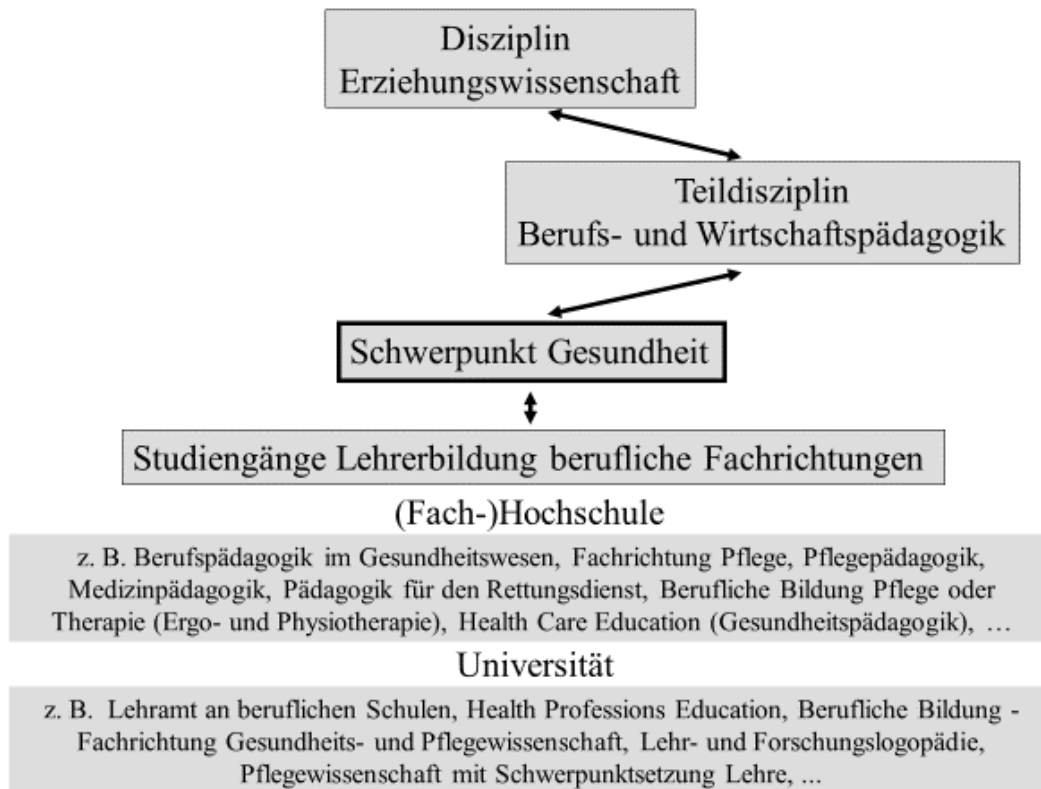 Disziplin
Erziehungswissenschaft
Teildisziplin
Berufs- und Wirtschaftspädagogik
Schwerpunkt Gesundheit
Studiengänge Lehrerbildung berufliche Fachrichtungen
(Fach-)Hochschule
z. B. Berufspädagogik im Gesundheitswesen, Fachrichtung Pflege, Pflegepädagogik,
Medizinpädagogik, Pädagogik für den Rettungsdienst, Berufliche Bildung Pflege oder
Therapie (Ergo- und Physiotherapie), Health Care Education (Gesundheitspädagogik), …
Universität
z. B. Lehramt an beruflichen Schulen, Health Professions Education, Berufliche Bildung -
Fachrichtung Gesundheits- und Pflegewissenschaft, Lehr- und Forschungslogopädie,
Pflegewissenschaft mit Schwerpunktsetzung Lehre, ...